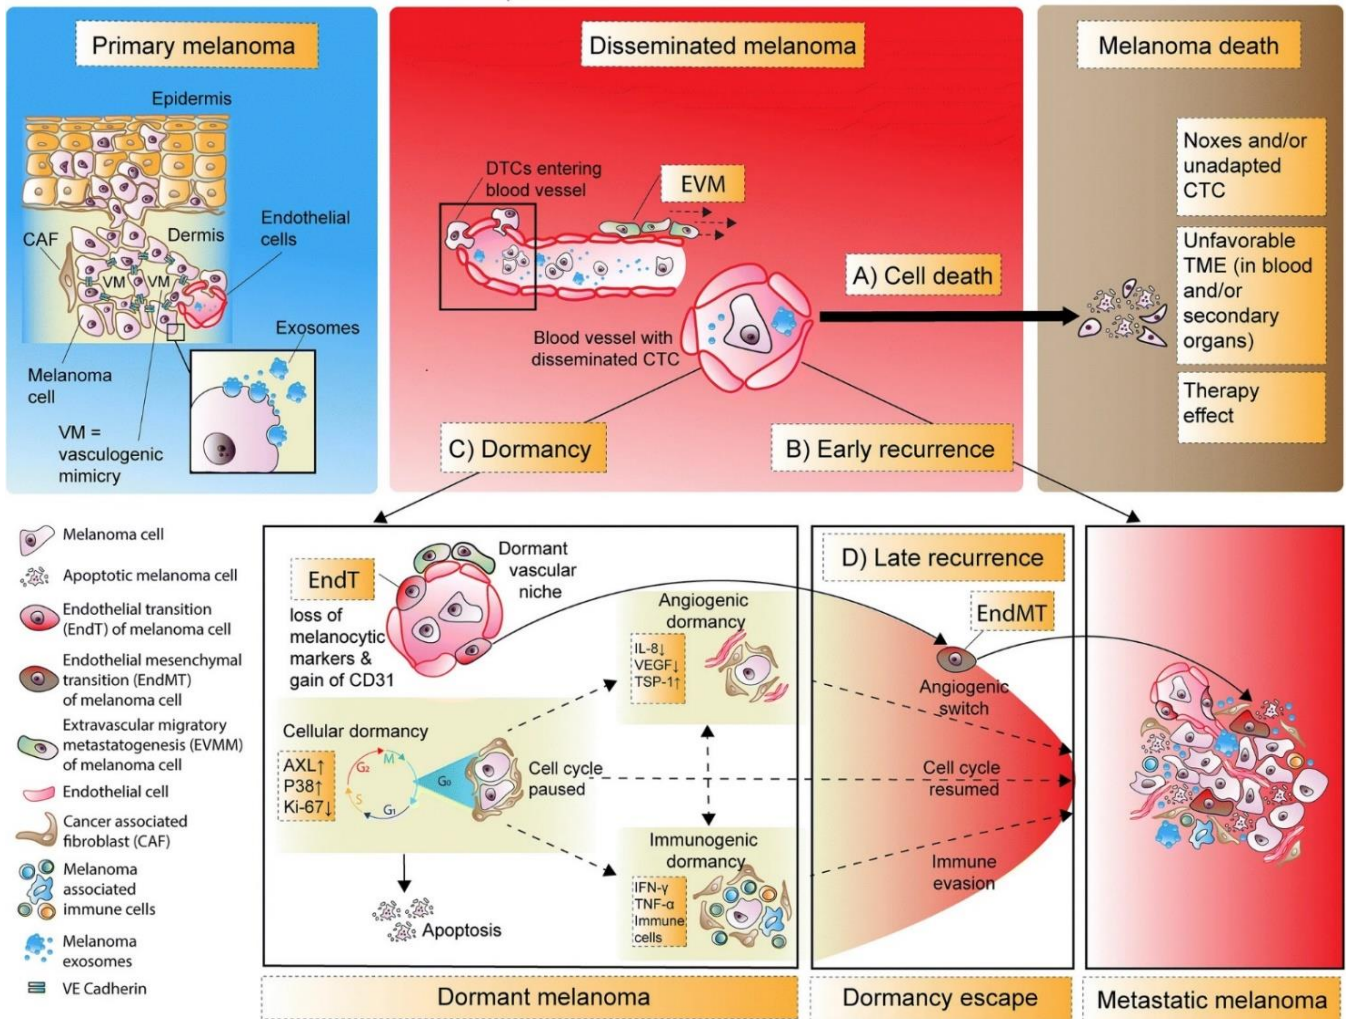 Primary melanoma
Epidermis
CAF
Dermis
Endothelial
cells
VM
VM
Exosomes
Melanoma
cell
VM =
vasculogenic
mimicry
Disseminated melanoma
DTCs entering
blood vessel
EVM
A) Cell death
Blood vessel with
disseminated CTC
C) Dormancy
B) Early recurrence
Melanoma death
Noxes and/or
unadapted
CTC
Unfavorable
TME (in blood
and/or
secondary
organs)
Therapy
effect
Melanoma cell
Apoptotic melanoma cell
Endothelial transition
(EndT) of melanoma cell
Endothelial mesenchymal
transition (EndMT)
of melanoma cell
Extravascular migratory
metastatogenesis (EVMM)
of melanoma cell
Endothelial cell
Cancer associated
fibroblast (CAF)
Melanoma
associated
immune cells
Melanoma
exosomes
VE Cadherin
EndT
loss of
melanocytic
markers &
gain of CD31
Dormant
vascular
niche
Angiogenic
dormancy
IL-8↓
VEGF↓
TSP-1↑
Cellular dormancy
AXL↑
P38↑
Ki-67↓
G₂
M
S
G₁
G₀
Cell cycle
paused
Apoptosis
Immunogenic
dormancy
IFN-γ
TNF-α
Immune
cells
Dormant melanoma
D) Late recurrence
EndMT
Angiogenic
switch
Cell cycle
resumed
Immune
evasion
Dormancy escape
Metastatic melanoma